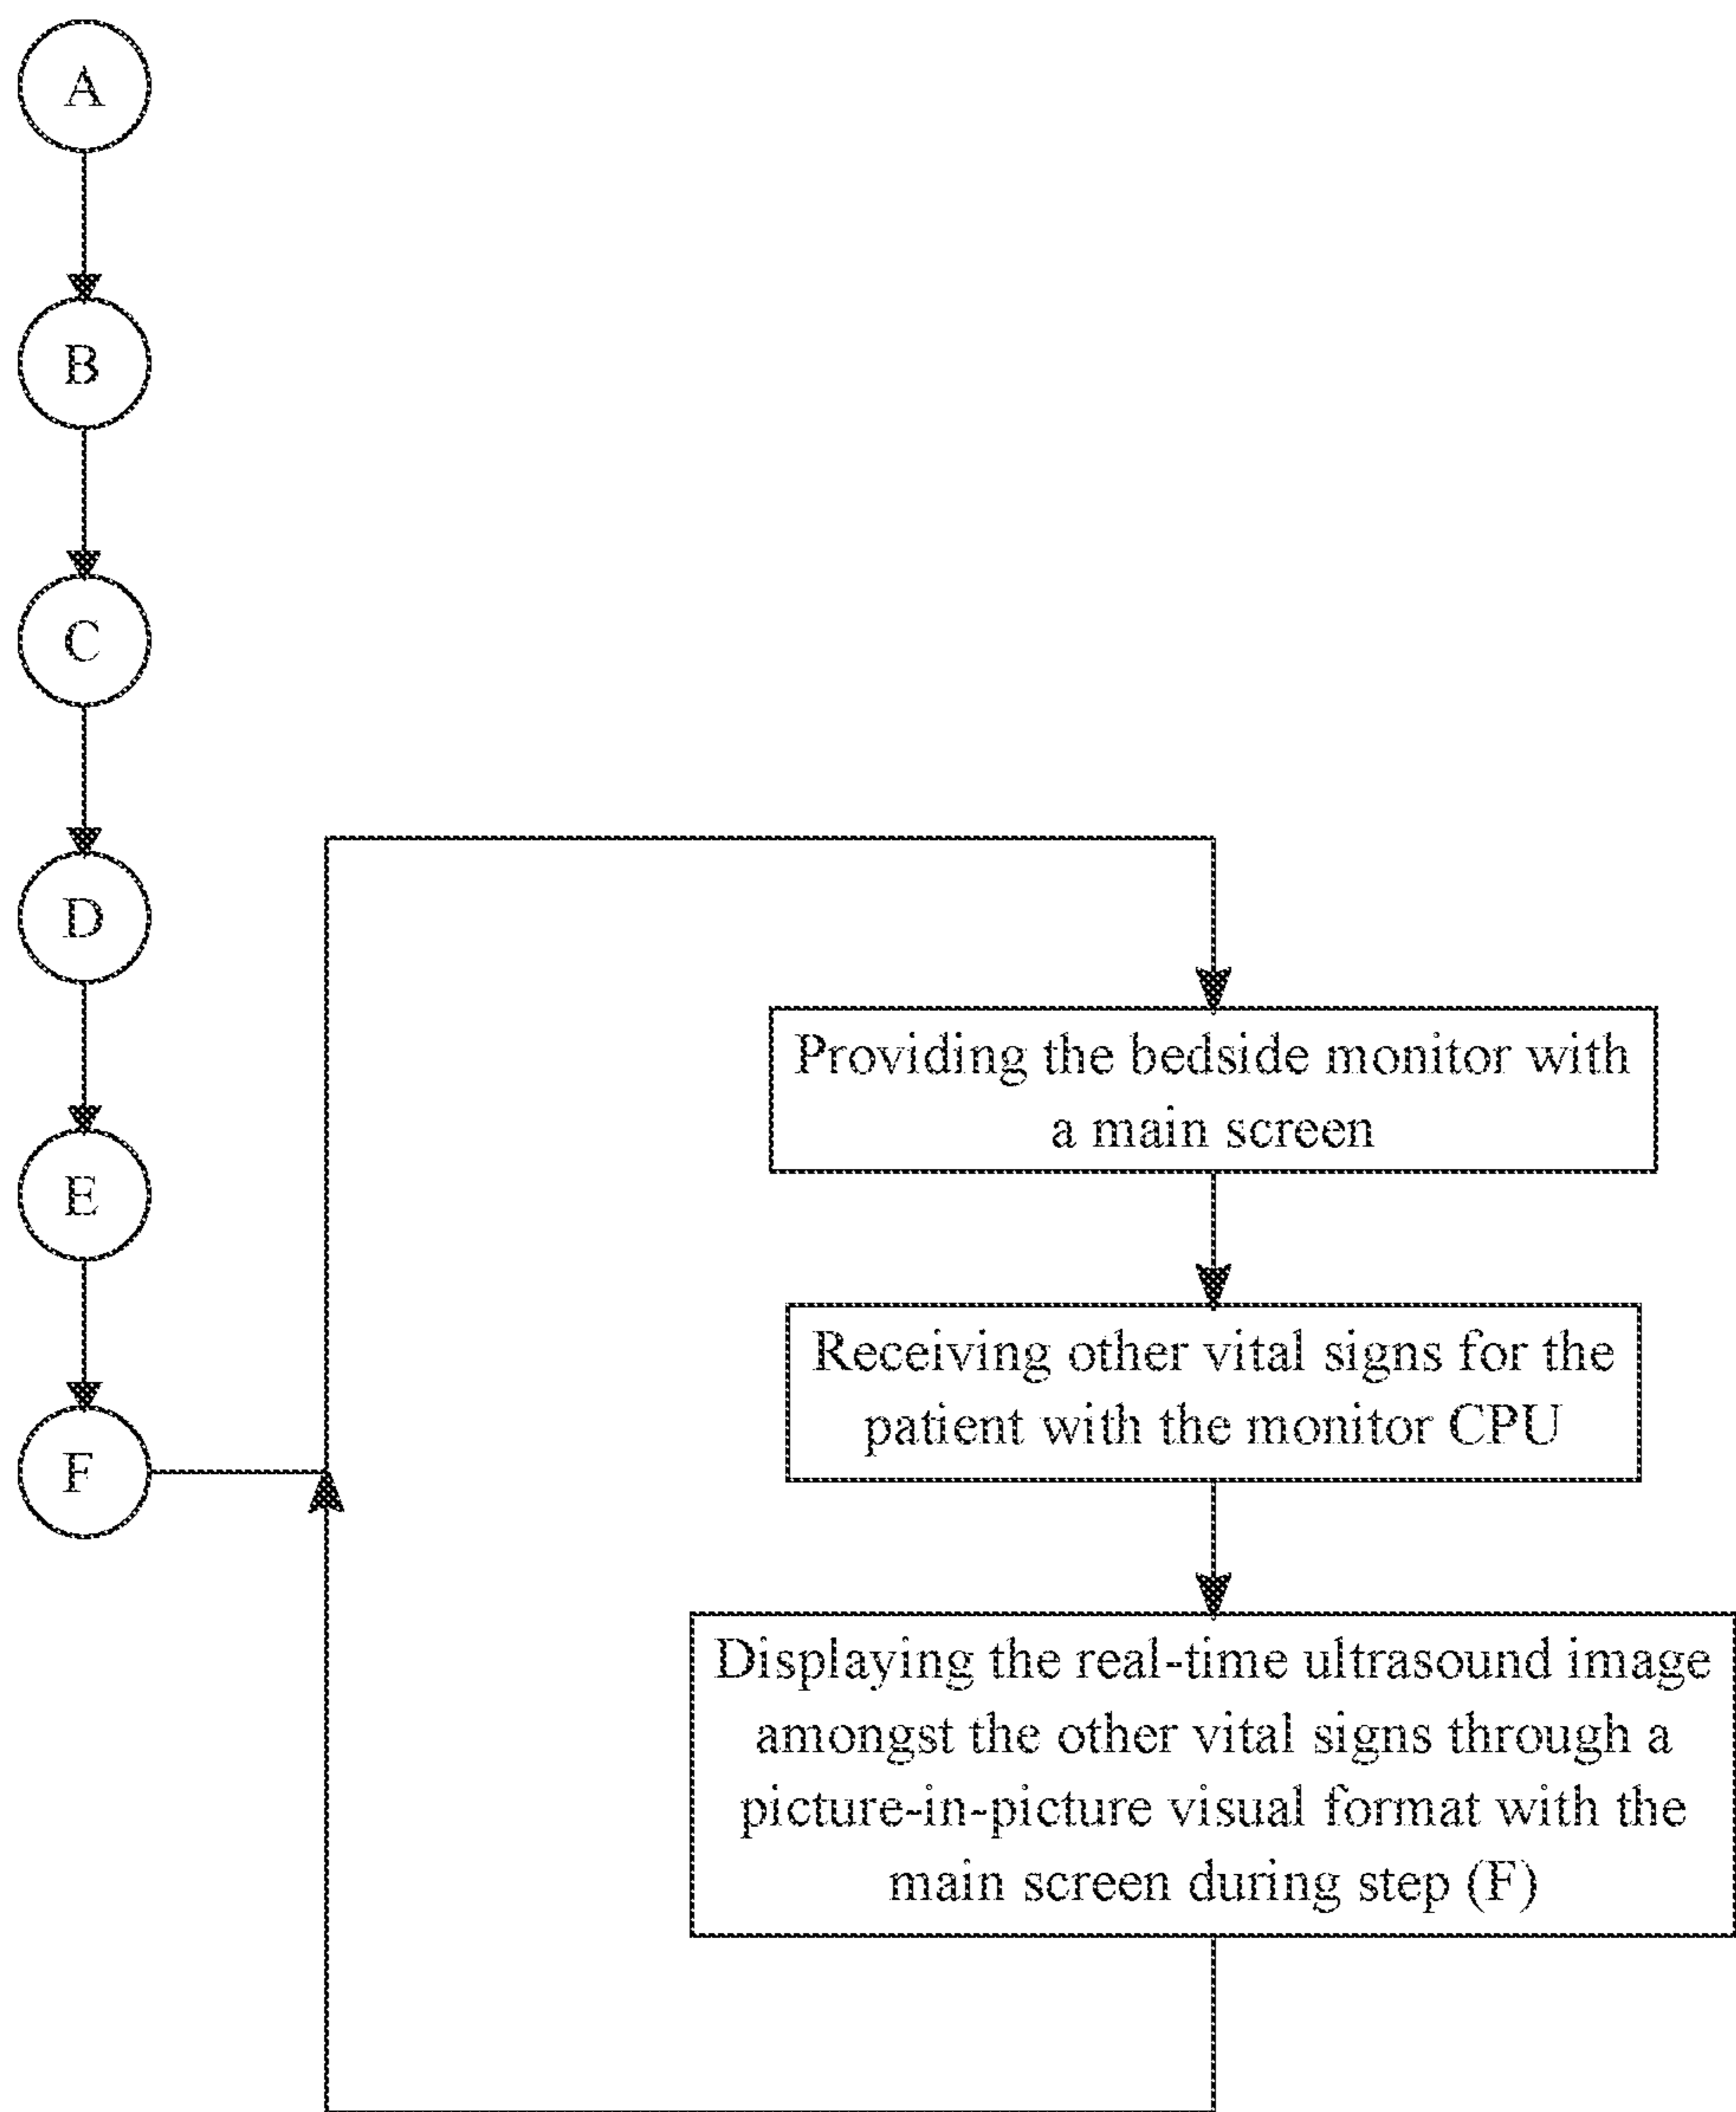 A
B
C
D
E
F
Providing the bedside monitor with
a main screen
Receiving other vital signs for the
patient with the monitor CPU
Displaying the real-time ultrasound image
amongst the other vital signs through a
picture-in-picture visual format with the
main screen during step (F)